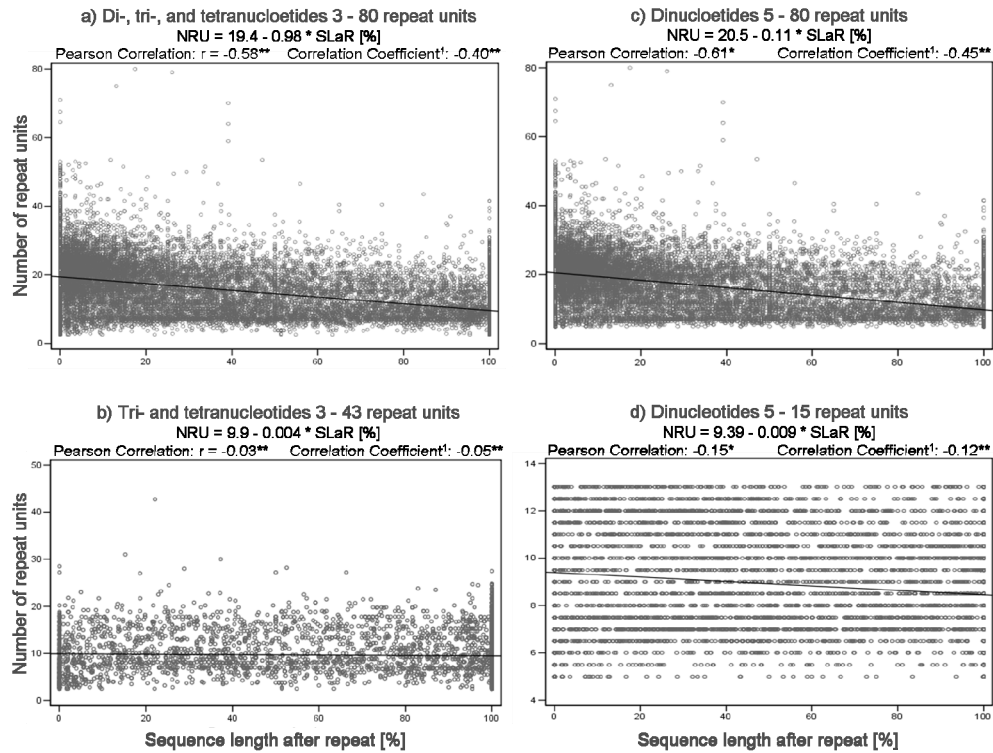 a) Di-, tri-, and tetranucloetides 3 - 80 repeat units
NRU = 19.4 - 0.98 * SLaR [%]
Pearson Correlation: r = -0.58** Correlation Coefficient¹: -0.40**
80
60
40
20
0
Number of repeat units
0 20 40 60 80 100
c) Dinucloetides 5 - 80 repeat units
NRU = 20.5 - 0.11 * SLaR [%]
Pearson Correlation: -0.61* Correlation Coefficient¹: -0.45**
80
60
40
20
0
0 20 40 60 80 100
b) Tri- and tetranucleotides 3 - 43 repeat units
NRU = 9.9 - 0.004 * SLaR [%]
Pearson Correlation: r = -0.03** Correlation Coefficient¹: -0.05**
50
40
30
20
10
0
Number of repeat units
0 20 40 60 80 100
Sequence length after repeat [%]
d) Dinucleotides 5 - 15 repeat units
NRU = 9.39 - 0.009 * SLaR [%]
Pearson Correlation: -0.15* Correlation Coefficient¹: -0.12**
14
12
10
8
6
4
0 20 40 60 80 100
Sequence length after repeat [%]